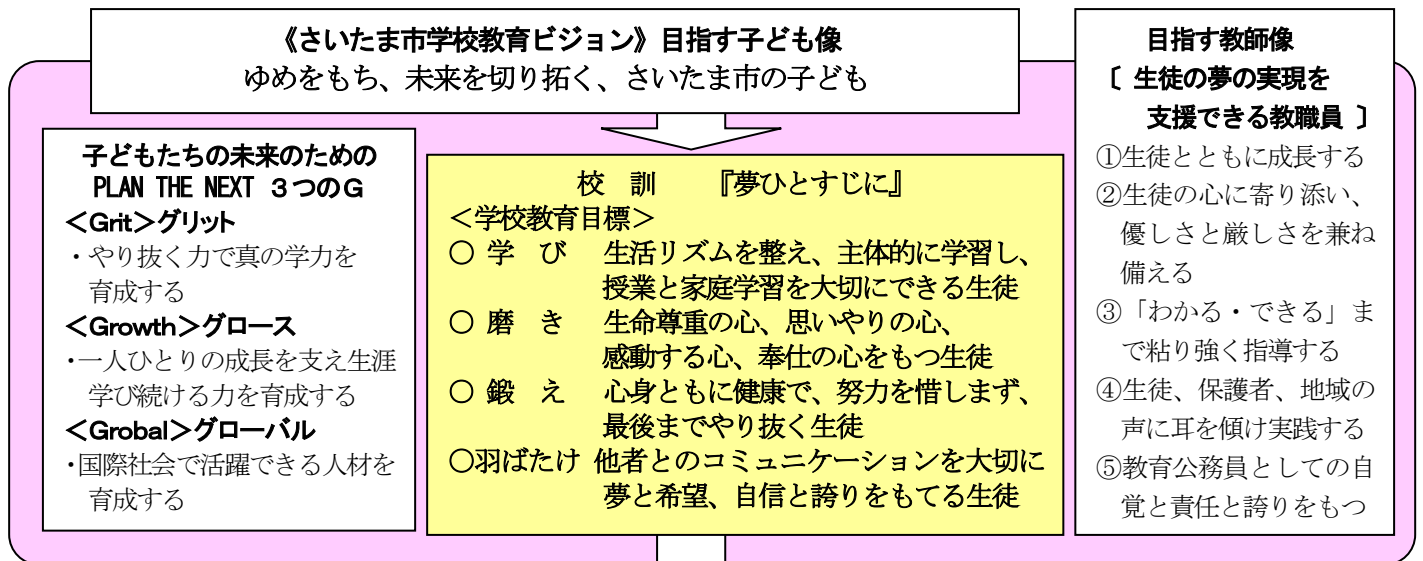 《さいたま市学校教育ビジョン》目指す子ども像
ゆめをもち、未来を切り拓く、さいたま市の子ども
子どもたちの未来のための
PLAN THE NEXT ３つのＧ
＜Grit＞グリット
・やり抜く力で真の学力を
育成する
＜Growth＞グロース
・一人ひとりの成長を支え生涯
学び続ける力を育成する
＜Grobal＞グローバル
・国際社会で活躍できる人材を
育成する
校　訓　　『夢ひとすじに』
＜学校教育目標＞
○ 学　び　生活リズムを整え、主体的に学習し、
授業と家庭学習を大切にできる生徒
○ 磨　き　生命尊重の心、思いやりの心、
感動する心、奉仕の心をもつ生徒
○ 鍛　え　心身ともに健康で、努力を惜しまず、
最後までやり抜く生徒
○羽ばたけ 他者とのコミュニケーションを大切に
夢と希望、自信と誇りをもてる生徒
目指す教師像
〔 生徒の夢の実現を
支援できる教職員 〕
①生徒とともに成長する
②生徒の心に寄り添い、
優しさと厳しさを兼ね
備える
③「わかる・できる」ま
で粘り強く指導する
④生徒、保護者、地域の
声に耳を傾け実践する
⑤教育公務員としての自
覚と責任と誇りをもつ